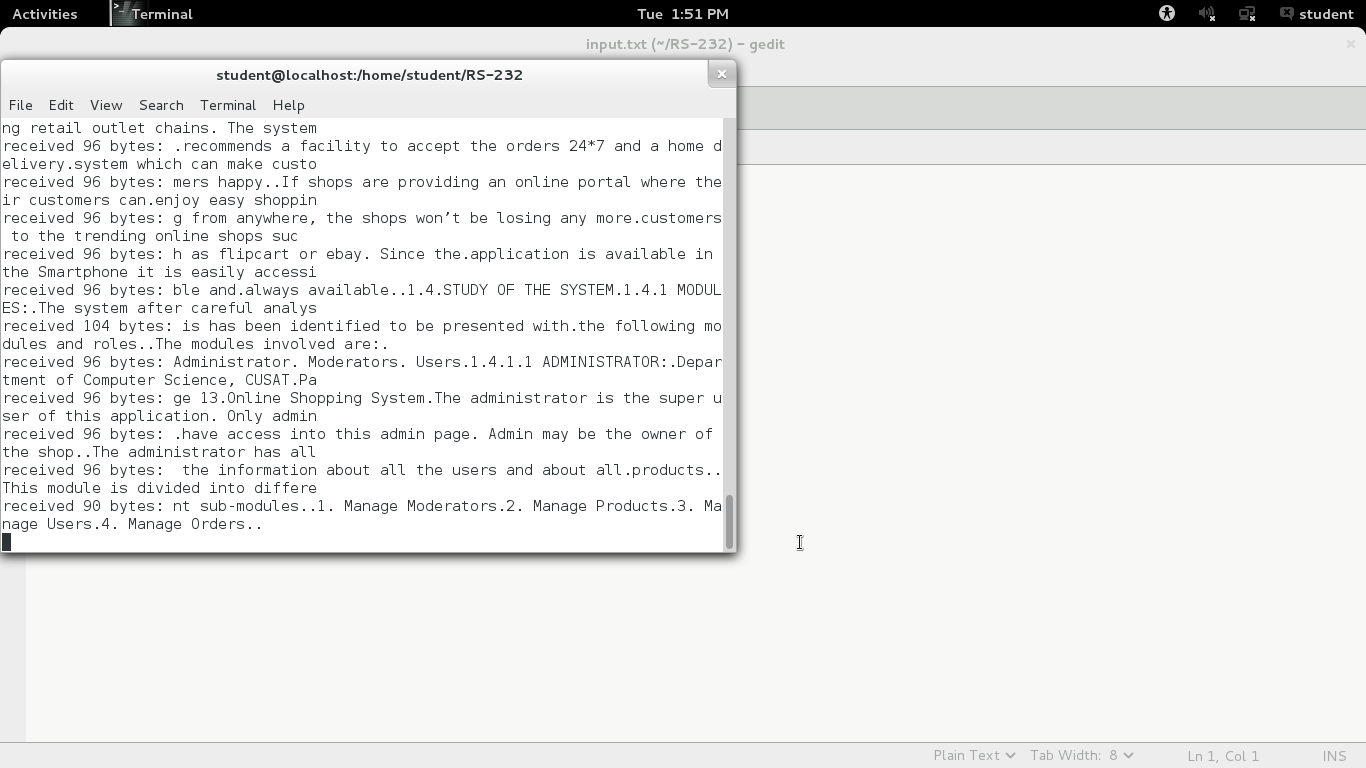 Activities Terminal Tue 1:51 PM student
input.txt (~/RS-232) - gedit
student@localhost:/home/student/RS-232
File Edit View Search Terminal Help
ng retail outlet chains. The system
received 96 bytes: .recommends a facility to accept the orders 24*7 and a home d
elivery.system which can make custo
received 96 bytes: mers happy..If shops are providing an online portal where the
ir customers can.enjoy easy shoppin
received 96 bytes: g from anywhere, the shops won’t be losing any more.customers
 to the trending online shops suc
received 96 bytes: h as flipcart or ebay. Since the.application is available in
the Smartphone it is easily accessi
received 96 bytes: ble and.always available..1.4.STUDY OF THE SYSTEM.1.4.1 MODUL
ES:.The system after careful analys
received 104 bytes: is has been identified to be presented with.the following mo
dules and roles..The modules involved are:.
received 96 bytes: Administrator. Moderators. Users.1.4.1.1 ADMINISTRATOR:.Depar
tment of Computer Science, CUSAT.Pa
received 96 bytes: ge 13.Online Shopping System.The administrator is the super u
ser of this application. Only admin
received 96 bytes: .have access into this admin page. Admin may be the owner of
the shop..The administrator has all
received 96 bytes:  the information about all the users and about all.products..
This module is divided into differe
received 90 bytes: nt sub-modules..1. Manage Moderators.2. Manage Products.3. Ma
nage Users.4. Manage Orders..
Plain Text Tab Width: 8 Ln 1, Col 1 INS